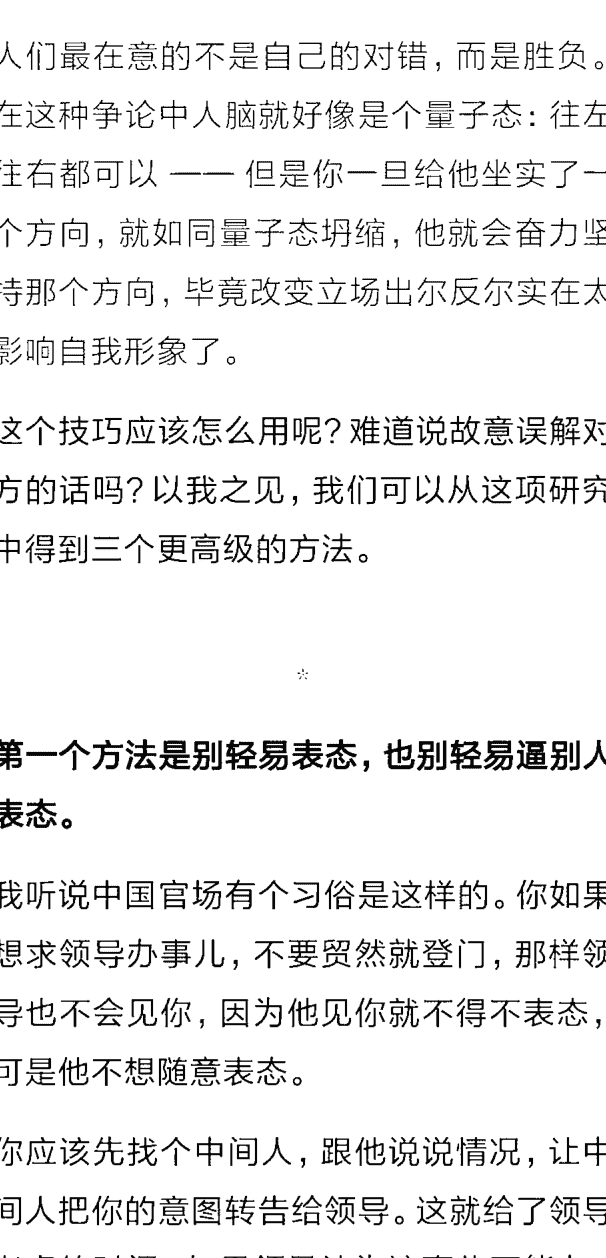 人们最在意的不是自己的对错，而是胜负。
在这种争论中人脑就好像是个量子态：往左
往右都可以 —— 但是你一旦给他坐实了一
个方向，就如同量子态坍缩，他就会奋力坚
持那个方向，毕竟改变立场出尔反尔实在太
影响自我形象了。
这个技巧应该怎么用呢？难道说故意误解对
方的话吗？以我之见，我们可以从这项研究
中得到三个更高级的方法。
*
第一个方法是别轻易表态，也别轻易逼别人
表态。
我听说中国官场有个习俗是这样的。你如果
想求领导办事儿，不要贸然就登门，那样领
导也不会见你，因为他见你就不得不表态，
可是他不想随意表态。
你应该先找个中间人，跟他说说情况，让中
间人把你的意图转告给领导。这就给了领导